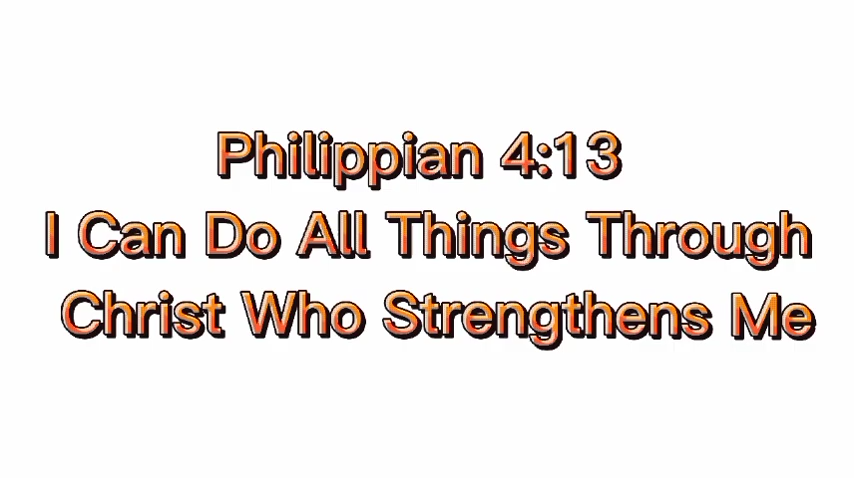 Philippian 4:13
I Can Do All Things Through
Christ Who Strengthens Me